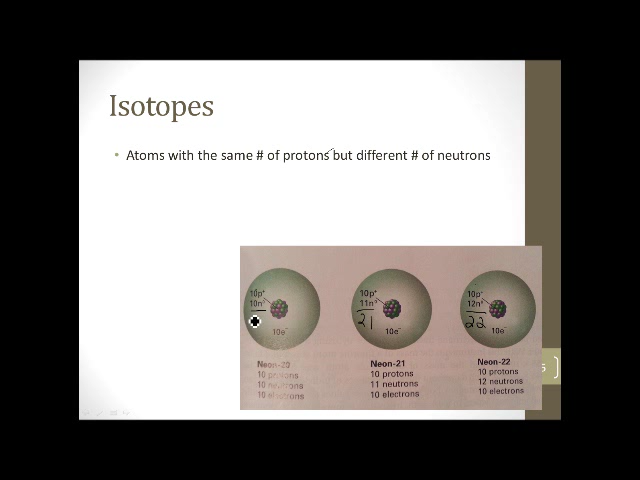 Isotopes
• Atoms with the same # of protons but different # of neutrons
10p⁺
10n⁰
10e⁻
10p⁺
11n⁰
21
10e⁻
10p⁺
12n⁰
22
10e⁻
Neon-20
10 protons
10 neutrons
10 electrons
Neon-21
10 protons
11 neutrons
10 electrons
Neon-22
10 protons
12 neutrons
10 electrons